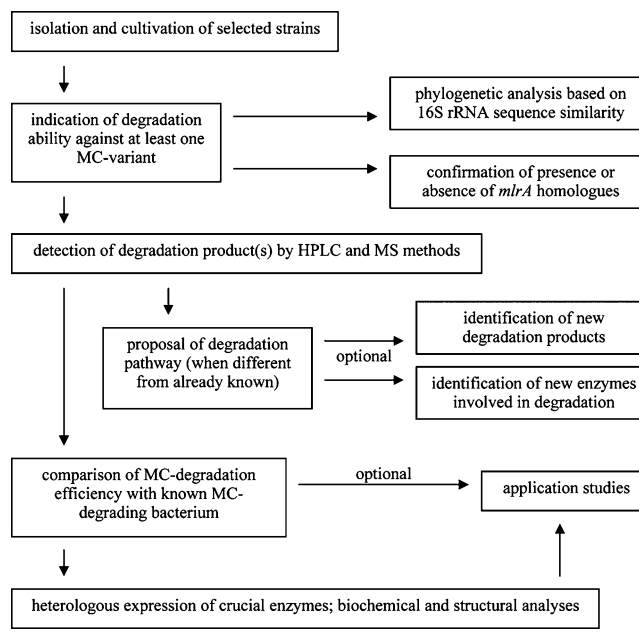 isolation and cultivation of selected strains
indication of degradation
ability against at least one
MC-variant
phylogenetic analysis based on
16S rRNA sequence similarity
confirmation of presence or
absence of mlrA homologues
detection of degradation product(s) by HPLC and MS methods
proposal of degradation
pathway (when different
from already known)
optional
identification of new
degradation products
identification of new enzymes
involved in degradation
comparison of MC-degradation
efficiency with known MC-
degrading bacterium
optional
application studies
heterologous expression of crucial enzymes; biochemical and structural analyses